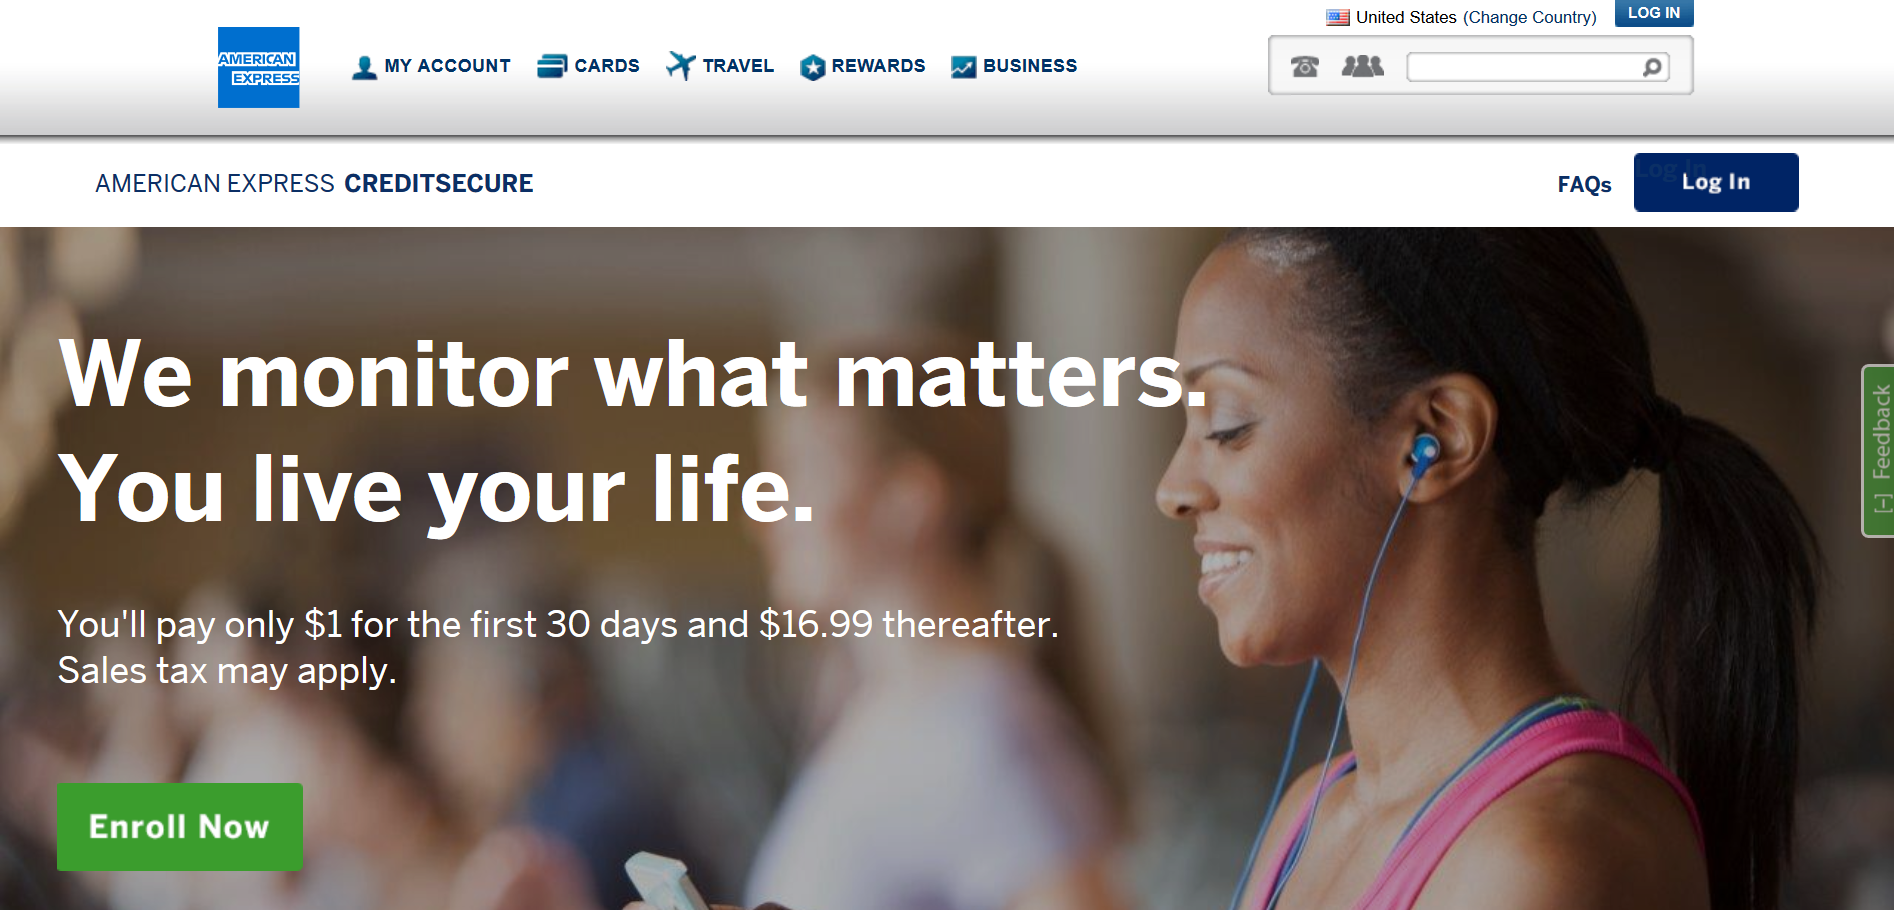 United States (Change Country)
LOG IN
AMERICAN
EXPRESS
MY ACCOUNT
CARDS
TRAVEL
REWARDS
BUSINESS
AMERICAN EXPRESS CREDITSECURE
FAQs
Log In
Log In
We monitor what matters.
You live your life.
You'll pay only $1 for the first 30 days and $16.99 thereafter.
Sales tax may apply.
Enroll Now
[-] Feedback